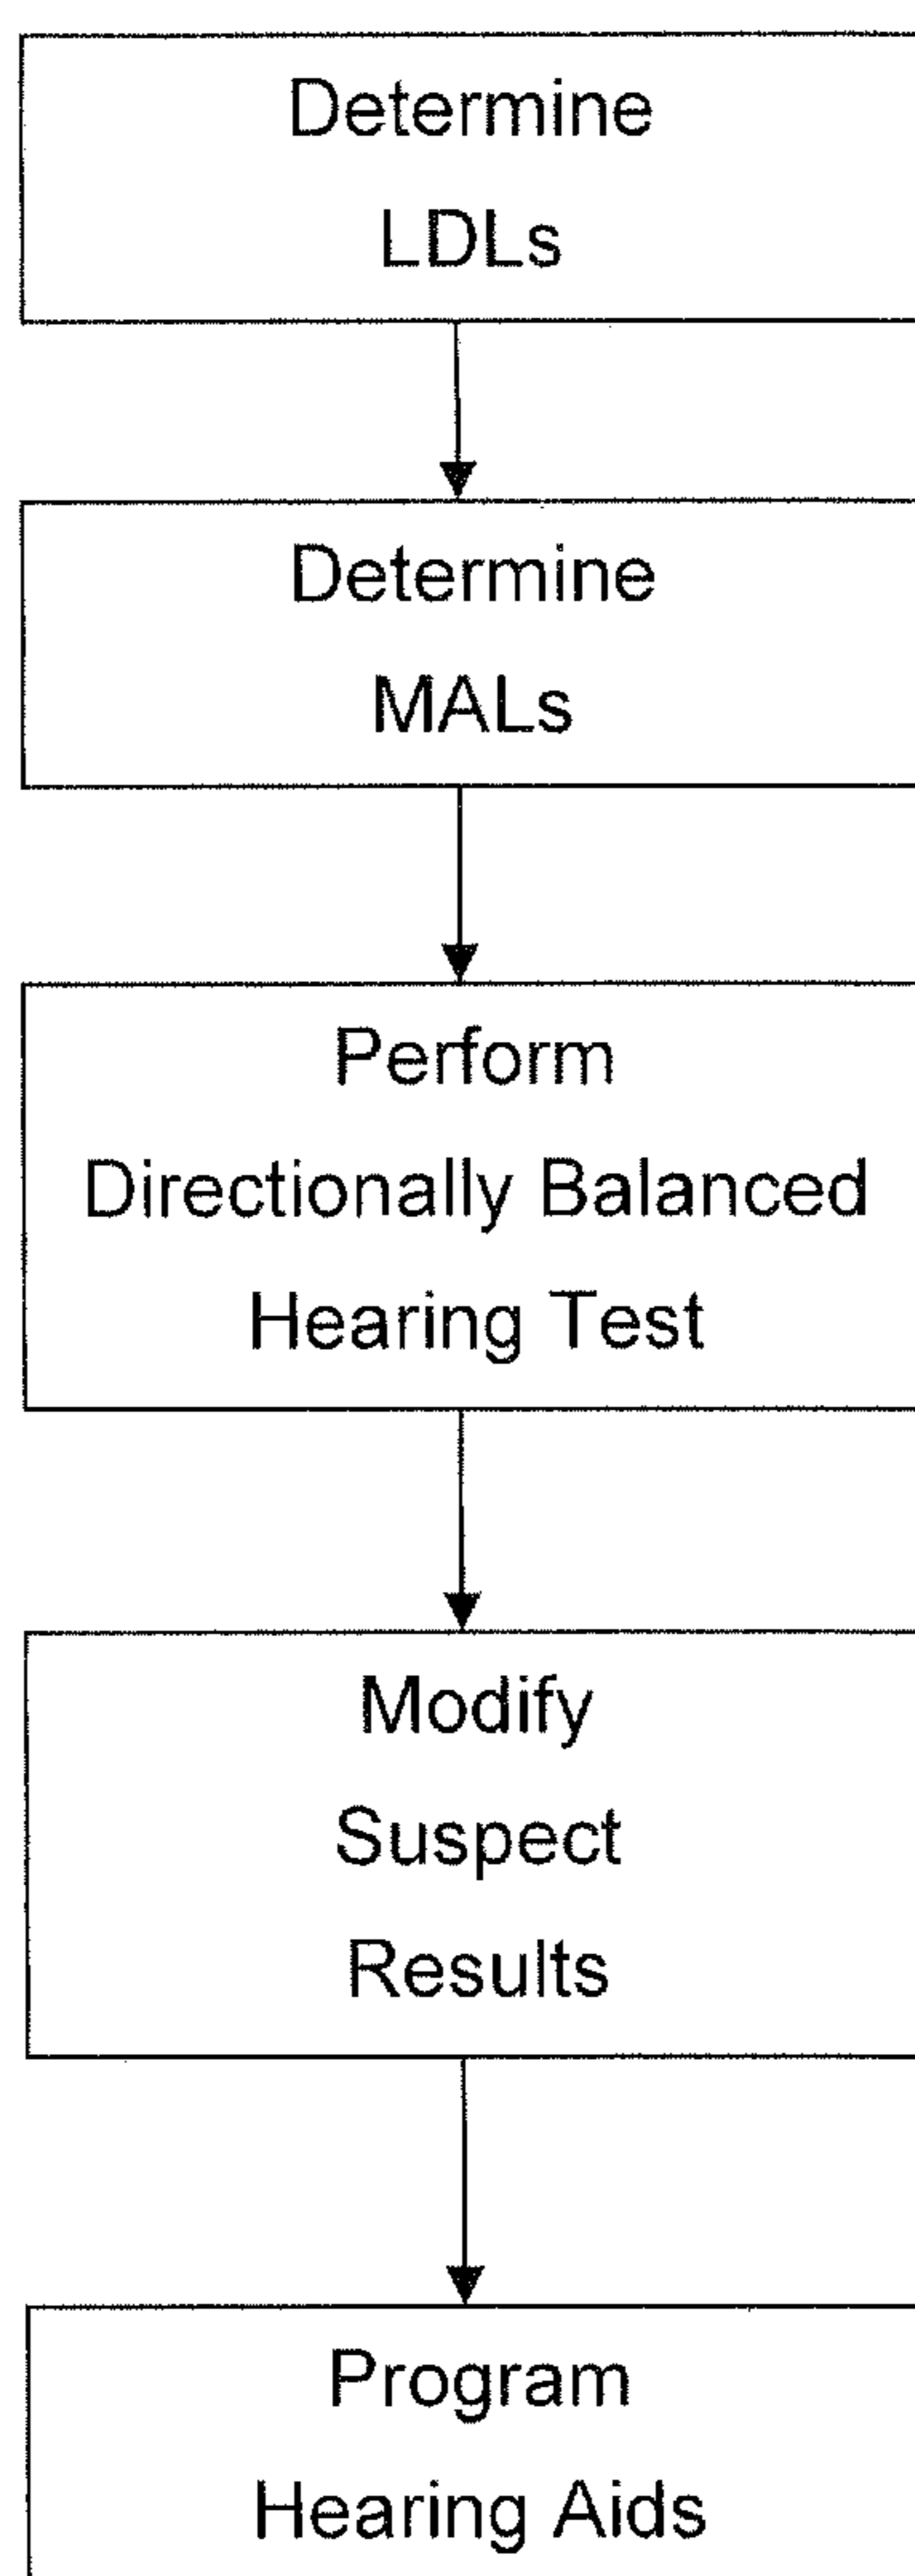 Determine
LDLs
Determine
MALs
Perform
Directionally Balanced
Hearing Test
Modify
Suspect
Results
Program
Hearing Aids